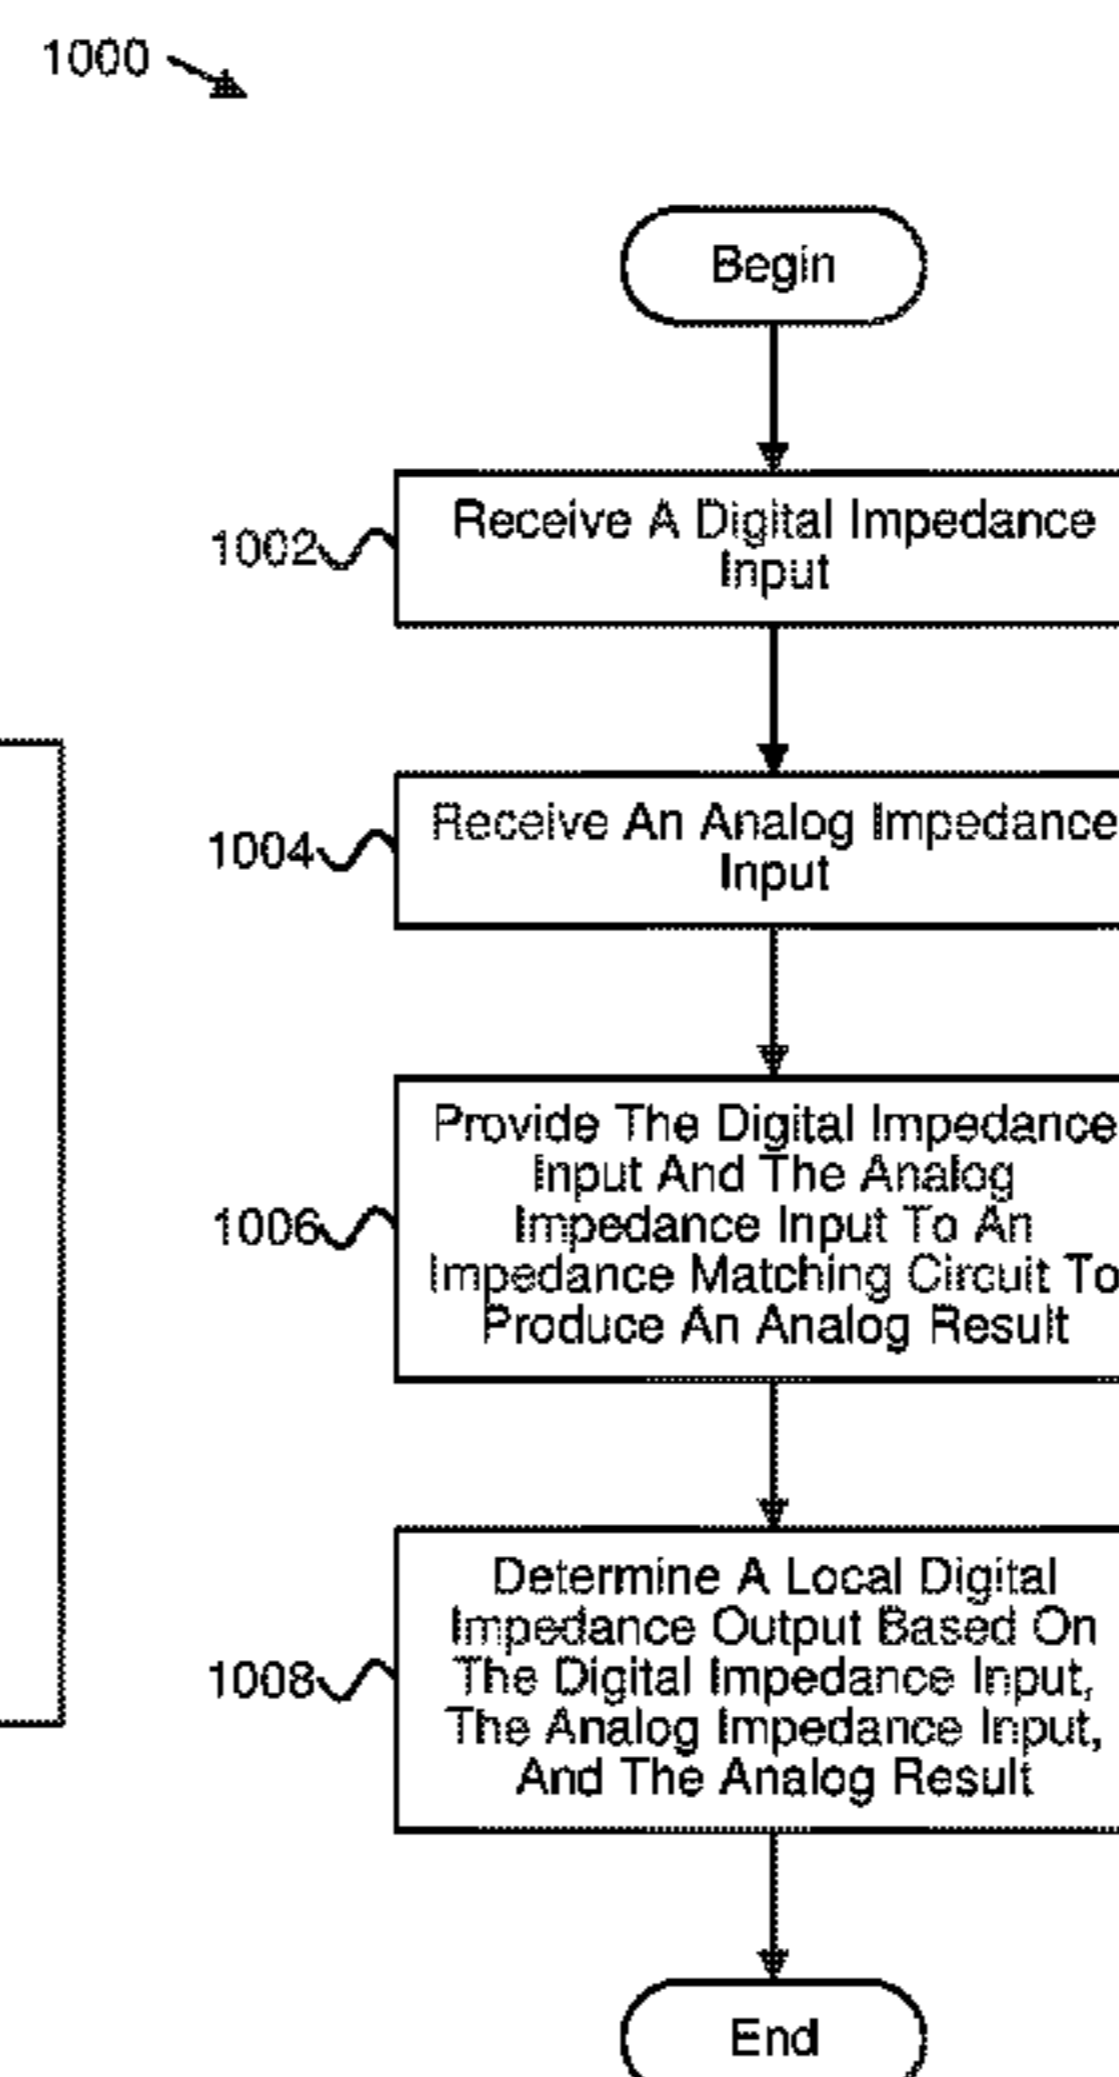 1000
Begin
1002
Receive A Digital Impedance
Input
1004
Receive An Analog Impedance
Input
1006
Provide The Digital Impedance
Input And The Analog
Impedance Input To An
Impedance Matching Circuit To
Produce An Analog Result
1008
Determine A Local Digital
Impedance Output Based On
The Digital Impedance Input,
The Analog Impedance Input,
And The Analog Result
End